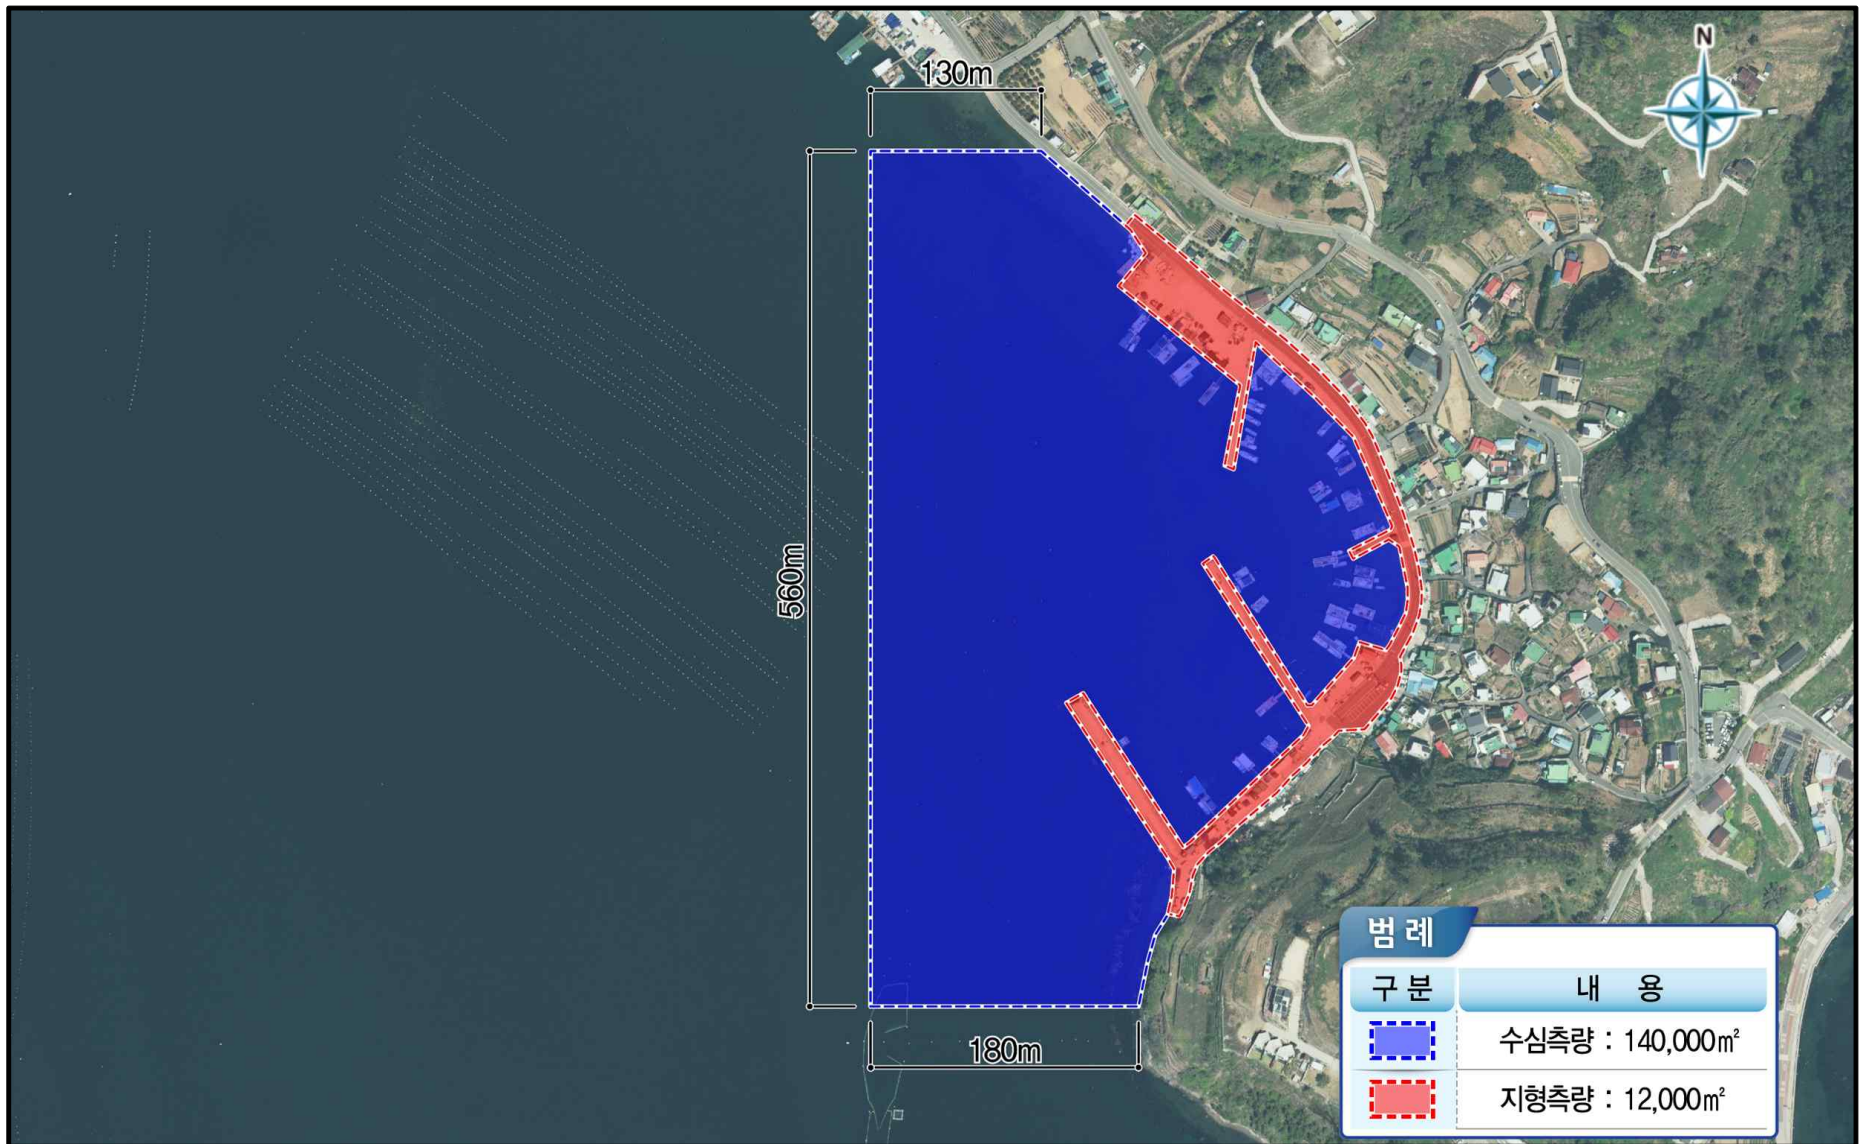 N
130m
560m
180m
범 례
구 분 내 용
수심측량 : 140,000㎡
지형측량 : 12,000㎡